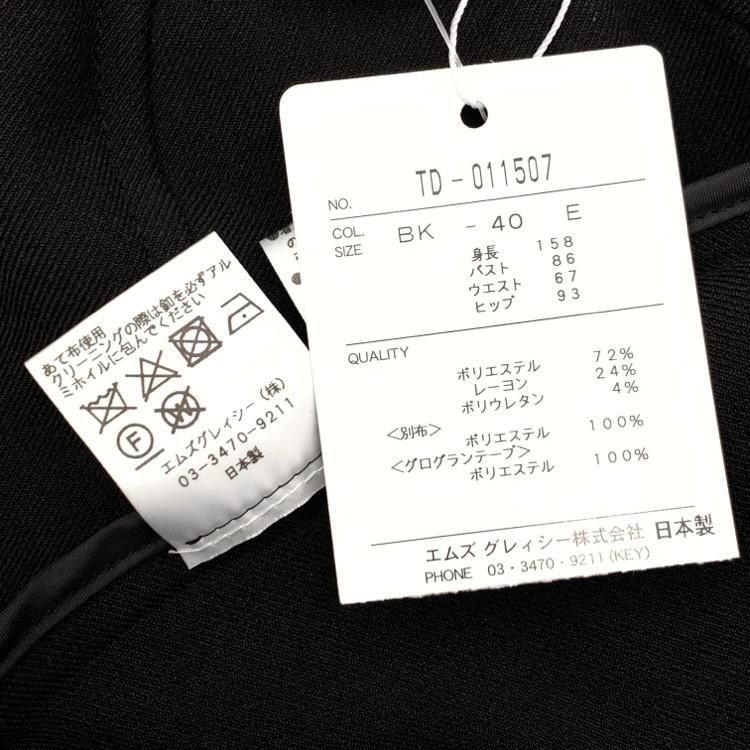 あて布使用
クリーニングの際は釦を必ずアル
ミホイルに包んでください
F
W
エムズグレィシー(株)
03-3470-9211
日本製
の
NO. TD-011507
COL. BK - 40 E
SIZE
身長 158
バスト 86
ウエスト 67
ヒップ 93
QUALITY
ポリエステル 72%
レーヨン 24%
ポリウレタン 4%
<別布>
ポリエステル 100%
<グログランテープ>
ポリエステル 100%
エムズ グレィシー株式会社 日本製
PHONE 03・3470・9211(KEY)